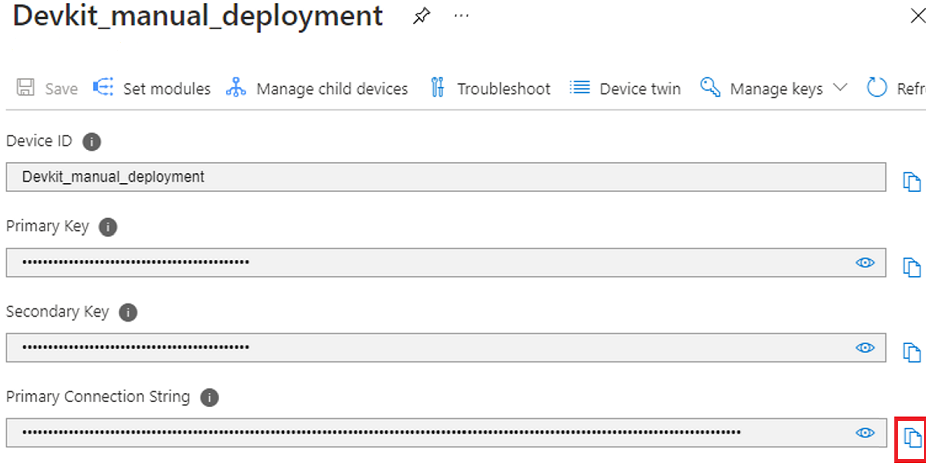 Devkit_manual_deployment
Save Set modules Manage child devices Troubleshoot Device twin Manage keys Refr
Device ID
Devkit_manual_deployment
Primary Key
Secondary Key
Primary Connection String